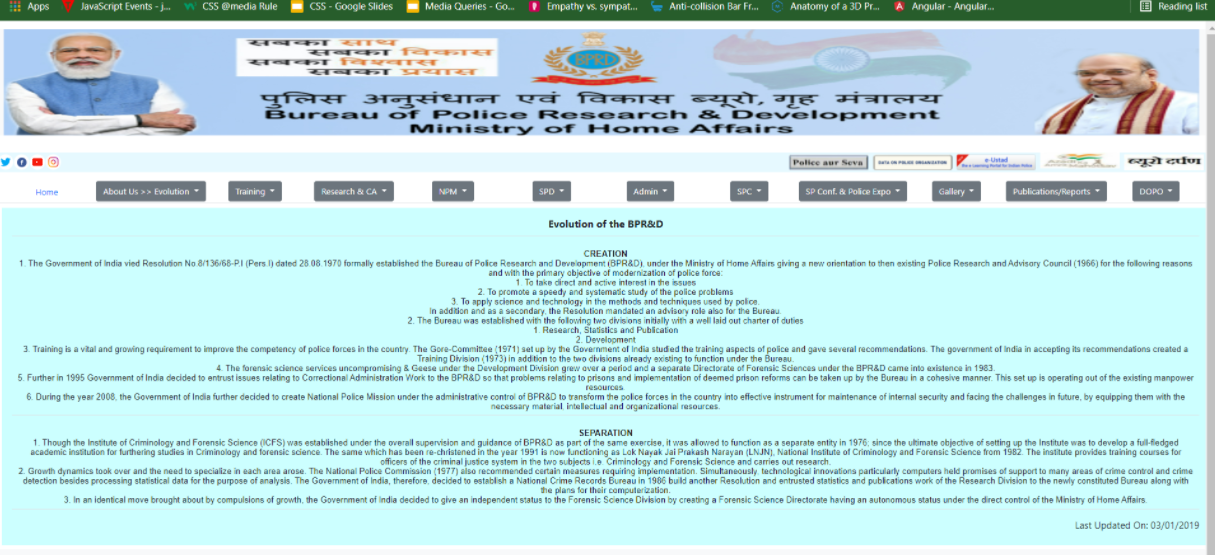 Apps JavaScript Events - j... CSS @media Rule CSS - Google Slides Media Queries - Go... Empathy vs. sympat... Anti-collision Bar Fr... Anatomy of a 3D Pr... Angular - Angular... Reading list
सबका साथ
सबका विकास
सबका विश्वास
सबका प्रयास
BPRD
पुलिस अनुसंधान एवं विकास ब्यूरो, गृह मंत्रालय
Bureau of Police Research & Development
Ministry of Home Affairs
Police aur Seva DATA ON POLICE ORGANIZATION e-Ustad ब्यूरो दर्पण
Home About Us >> Evolution Training Research & CA NPM SPD Admin SPC SP Conf. & Police Expo Gallery Publications/Reports DOPO
Evolution of the BPR&D
CREATION
1. The Government of India vied Resolution No.8/136/68-P.I (Pers.I) dated 28.08.1970 formally established the Bureau of Police Research and Development (BPR&D), under the Ministry of Home Affairs giving a new orientation to then existing Police Research and Advisory Council (1966) for the following reasons
and with the primary objective of modernization of police force:
1. To take direct and active interest in the issues
2. To promote a speedy and systematic study of the police problems
3. To apply science and technology in the methods and techniques used by police.
In addition and as a secondary, the Resolution mandated an advisory role also for the Bureau.
2. The Bureau was established with the following two divisions initially with a well laid out charter of duties
1. Research, Statistics and Publication
2. Development
3. Training is a vital and growing requirement to improve the competency of police forces in the country. The Gore-Committee (1971) set up by the Government of India studied the training aspects of police and gave several recommendations. The government of India in accepting its recommendations created a
Training Division (1973) in addition to the two divisions already existing to function under the Bureau.
4. The forensic science services uncompromising & Geese under the Development Division grew over a period and a separate Directorate of Forensic Sciences under the BPR&D came into existence in 1983.
5. Further in 1995 Government of India decided to entrust issues relating to Correctional Administration Work to the BPR&D so that problems relating to prisons and implementation of deemed prison reforms can be taken up by the Bureau in a cohesive manner. This set up is operating out of the existing manpower
resources.
6. During the year 2008, the Government of India further decided to create National Police Mission under the administrative control of BPR&D to transform the police forces in the country into effective instrument for maintenance of internal security and facing the challenges in future, by equipping them with the
necessary material, intellectual and organizational resources.
SEPARATION
1. Though the Institute of Criminology and Forensic Science (ICFS) was established under the overall supervision and guidance of BPR&D as part of the same exercise, it was allowed to function as a separate entity in 1976; since the ultimate objective of setting up the Institute was to develop a full-fledged
academic institution for furthering studies in Criminology and forensic science. The same which has been re-christened in the year 1991 is now functioning as Lok Nayak Jai Prakash Narayan (LNJN), National Institute of Criminology and Forensic Science from 1982. The institute provides training courses for
officers of the criminal justice system in the two subjects i.e. Criminology and Forensic Science and carries out research.
2. Growth dynamics took over and the need to specialize in each area arose. The National Police Commission (1977) also recommended certain measures requiring implementation. Simultaneously, technological innovations particularly computers held promises of support to many areas of crime control and crime
detection besides processing statistical data for the purpose of analysis. The Government of India, therefore, decided to establish a National Crime Records Bureau in 1986 build another Resolution and entrusted statistics and publications work of the Research Division to the newly constituted Bureau along with
the plans for their computerization.
3. In an identical move brought about by compulsions of growth, the Government of India decided to give an independent status to the Forensic Science Division by creating a Forensic Science Directorate having an autonomous status under the direct control of the Ministry of Home Affairs.
Last Updated On: 03/01/2019